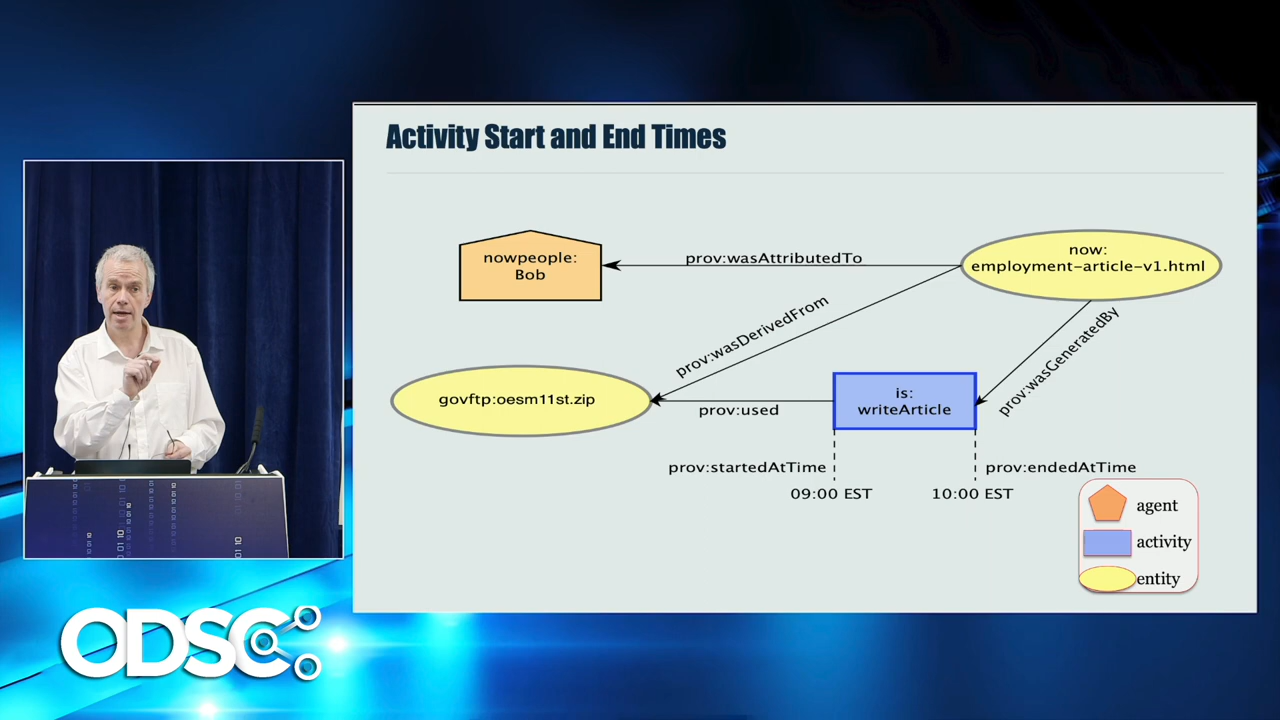 Activity Start and End Times
nowpeople:
Bob
prov:wasAttributedTo
now:
employment-article-v1.html
prov:wasDerivedFrom
prov:wasGeneratedBy
govftp:oesm11st.zip
prov:used
is:
writeArticle
prov:startedAtTime
prov:endedAtTime
09:00 EST
10:00 EST
agent
activity
entity
ODSC